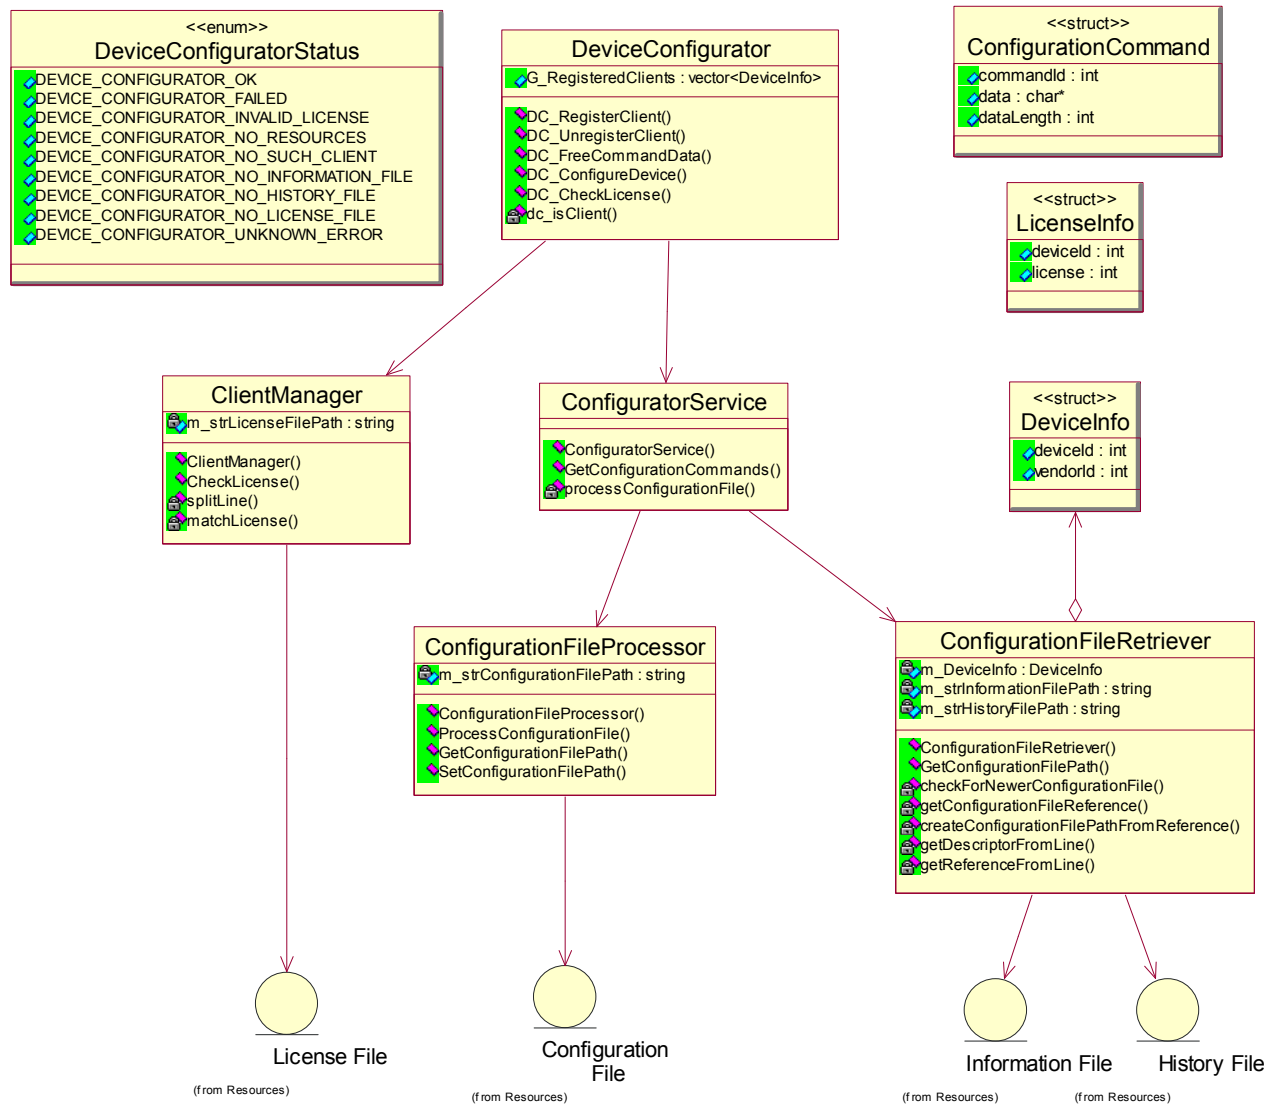 <<enum>>
DeviceConfiguratorStatus
DEVICE_CONFIGURATOR_OK
DEVICE_CONFIGURATOR_FAILED
DEVICE_CONFIGURATOR_INVALID_LICENSE
DEVICE_CONFIGURATOR_NO_RESOURCES
DEVICE_CONFIGURATOR_NO_SUCH_CLIENT
DEVICE_CONFIGURATOR_NO_INFORMATION_FILE
DEVICE_CONFIGURATOR_NO_HISTORY_FILE
DEVICE_CONFIGURATOR_NO_LICENSE_FILE
DEVICE_CONFIGURATOR_UNKNOWN_ERROR
DeviceConfigurator
G_RegisteredClients : vector<DeviceInfo>
DC_RegisterClient()
DC_UnregisterClient()
DC_FreeCommandData()
DC_ConfigureDevice()
DC_CheckLicense()
dc_isClient()
<<struct>>
ConfigurationCommand
commandId : int
data : char*
dataLength : int
<<struct>>
LicenseInfo
deviceId : int
license : int
ClientManager
m_strLicenseFilePath : string
ClientManager()
CheckLicense()
splitLine()
matchLicense()
ConfiguratorService
ConfiguratorService()
GetConfigurationCommands()
processConfigurationFile()
<<struct>>
DeviceInfo
deviceId : int
vendorId : int
ConfigurationFileProcessor
m_strConfigurationFilePath : string
ConfigurationFileProcessor()
ProcessConfigurationFile()
GetConfigurationFilePath()
SetConfigurationFilePath()
ConfigurationFileRetriever
m_DeviceInfo : DeviceInfo
m_strInformationFilePath : string
m_strHistoryFilePath : string
ConfigurationFileRetriever()
GetConfigurationFilePath()
checkForNewerConfigurationFile()
getConfigurationFileReference()
createConfigurationFilePathFromReference()
getDescriptorFromLine()
getReferenceFromLine()
License File
(from Resources)
Configuration
File
(from Resources)
Information File
(from Resources)
History File
(from Resources)